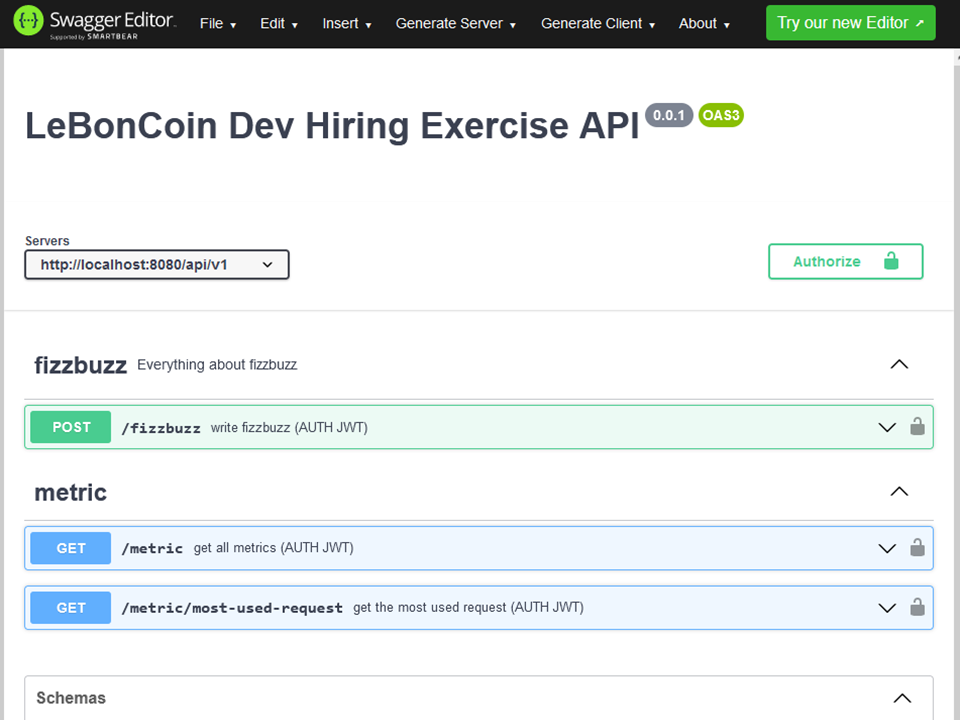 Swagger Editor
Supported by SMARTBEAR
File Edit Insert Generate Server Generate Client About Try our new Editor
LeBonCoin Dev Hiring Exercise API 0.0.1 OAS3
Servers
http://localhost:8080/api/v1
Authorize
fizzbuzz Everything about fizzbuzz
POST /fizzbuzz write fizzbuzz (AUTH JWT)
metric
GET /metric get all metrics (AUTH JWT)
GET /metric/most-used-request get the most used request (AUTH JWT)
Schemas